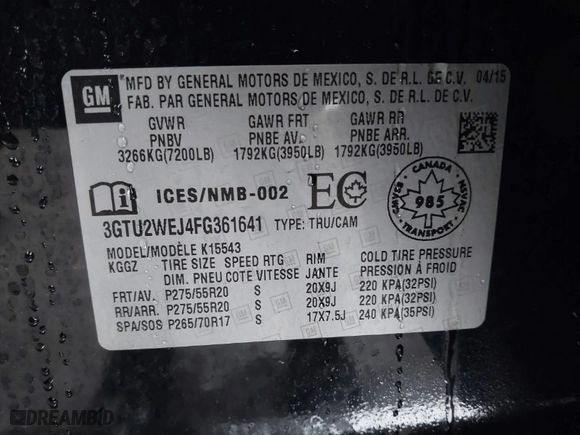 GM
MFD BY GENERAL MOTORS DE MEXICO, S. DE R.L. DE C.V. 04/15
FAB. PAR GENERAL MOTORS DE MEXICO, S. DE R.L. DE C.V.
GVWR GAWR FRT GAWR RR
PNBV PNBE AV. PNBE ARR.
3266KG(7200LB) 1792KG(3950LB) 1792KG(3950LB)
ICES/NMB-002 EC
CANADA
985
TRANSPORT
NSVAC
3GTU2WEJ4FG361641 TYPE: TRU/CAM
MODEL/MODÈLE K15543
KGGZ TIRE SIZE SPEED RTG RIM COLD TIRE PRESSURE
DIM. PNEU COTE VITESSE JANTE PRESSION À FROID
FRT/AV. P275/55R20 S 20X9J 220 KPA(32PSI)
RR/ARR. P275/55R20 S 20X9J 220 KPA(32PSI)
SPA/SOS P265/70R17 S 17X7.5J 240 KPA(35PSI)
DREAMBID